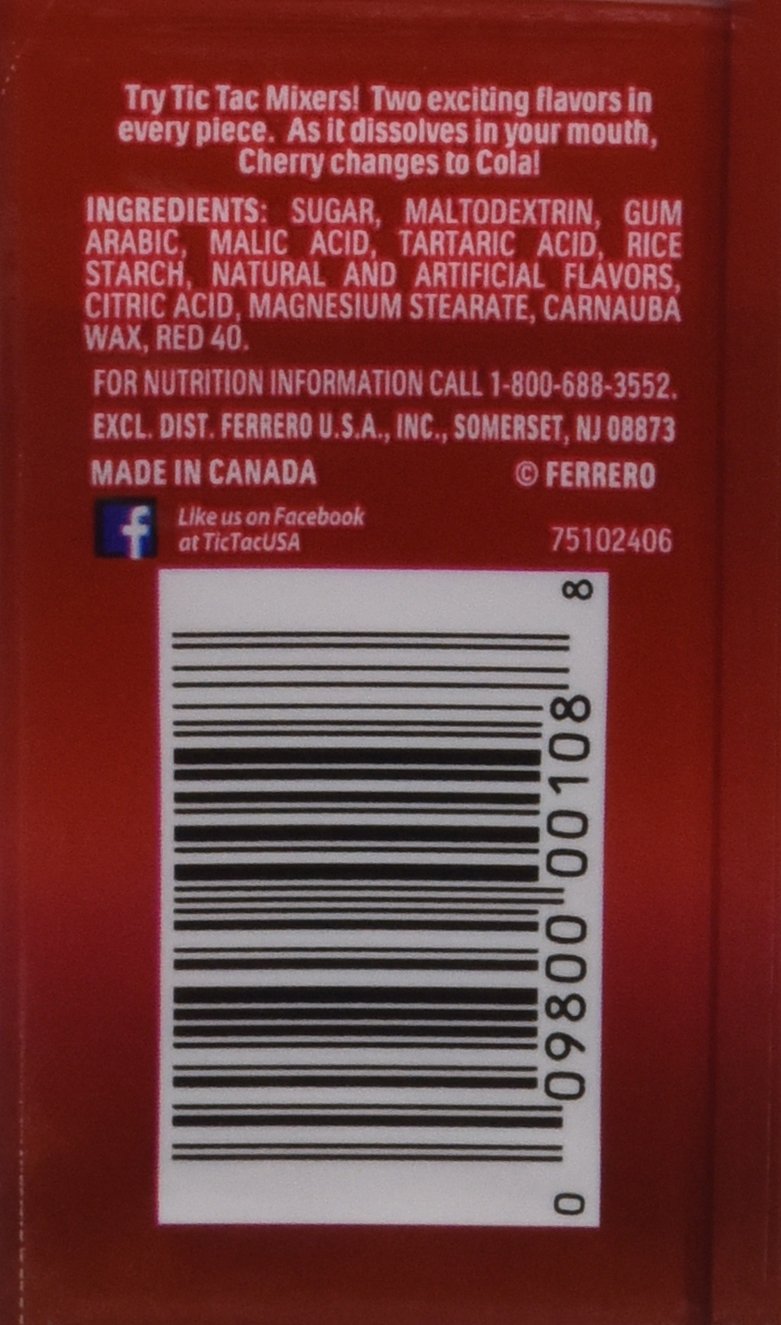 Try Tic Tac Mixers! Two exciting flavors in
every piece. As it dissolves in your mouth,
Cherry changes to Cola!
INGREDIENTS: SUGAR, MALTODEXTRIN, GUM
ARABIC, MALIC ACID, TARTARIC ACID, RICE
STARCH, NATURAL AND ARTIFICIAL FLAVORS,
CITRIC ACID, MAGNESIUM STEARATE, CARNAUBA
WAX, RED 40.
FOR NUTRITION INFORMATION CALL 1-800-688-3552.
EXCL. DIST. FERRERO U.S.A., INC., SOMERSET, NJ 08873
MADE IN CANADA © FERRERO
f Like us on Facebook
at TicTacUSA
75102406
0 09800 00108 8